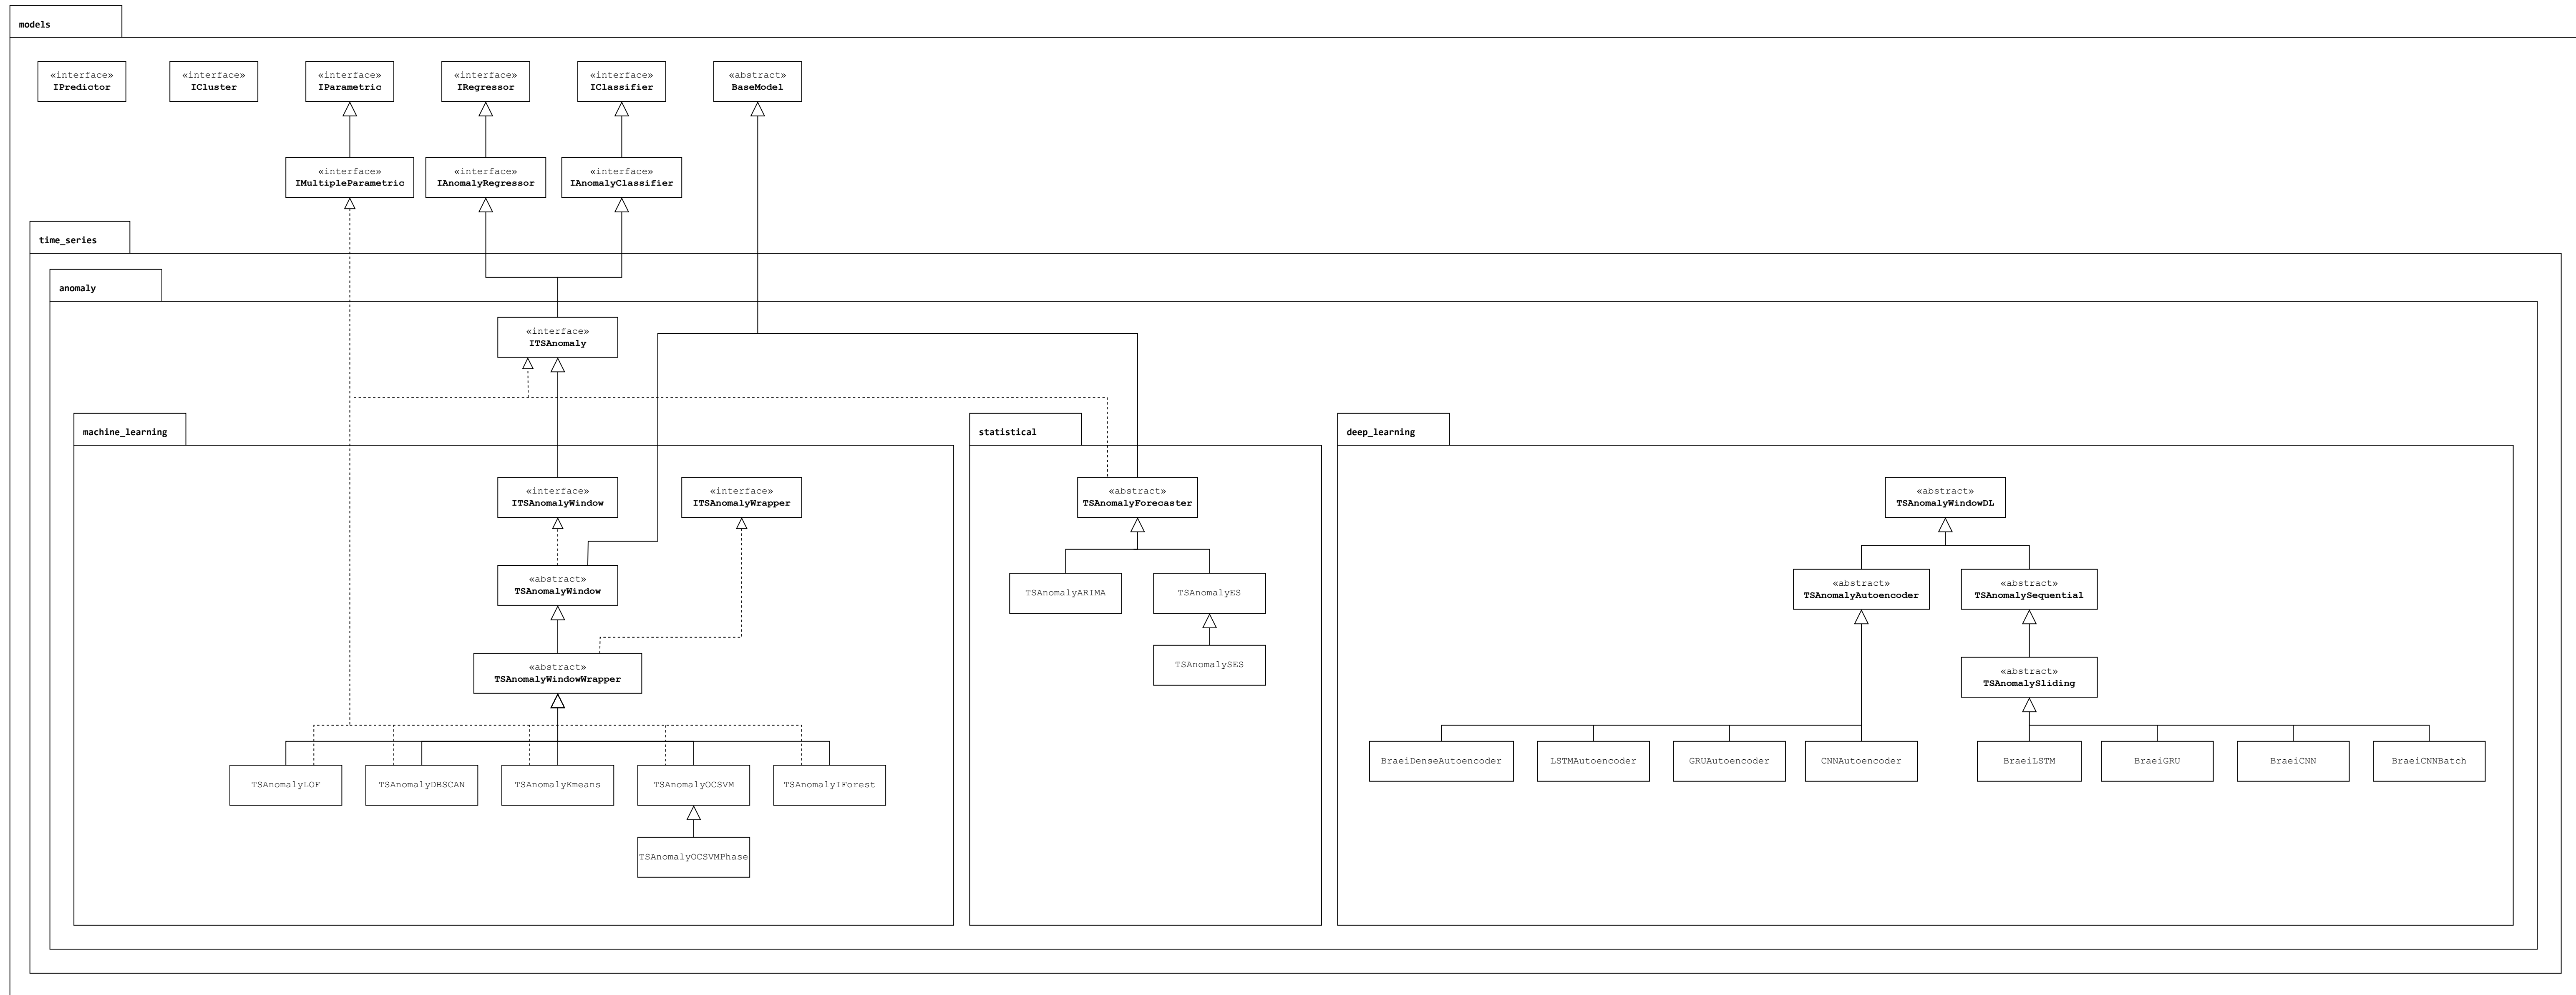 models
«interface»
IPredictor
«interface»
ICluster
«interface»
IParametric
«interface»
IRegressor
«interface»
IClassifier
«abstract»
BaseModel
«interface»
IMultipleParametric
«interface»
IAnomalyRegressor
«interface»
IAnomalyClassifier
time_series
anomaly
«interface»
ITSAnomaly
machine_learning
«interface»
ITSAnomalyWindow
«interface»
ITSAnomalyWrapper
«abstract»
TSAnomalyWindow
«abstract»
TSAnomalyWindowWrapper
TSAnomalyLOF
TSAnomalyDBSCAN
TSAnomalyKmeans
TSAnomalyOCSVM
TSAnomalyIForest
TSAnomalyOCSVMPhase
statistical
«abstract»
TSAnomalyForecaster
TSAnomalyARIMA
TSAnomalyES
TSAnomalySES
deep_learning
«abstract»
TSAnomalyWindowDL
«abstract»
TSAnomalyAutoencoder
«abstract»
TSAnomalySequential
«abstract»
TSAnomalySliding
BraeiDenseAutoencoder
LSTMAutoencoder
GRUAutoencoder
CNNAutoencoder
BraeiLSTM
BraeiGRU
BraeiCNN
BraeiCNNBatch